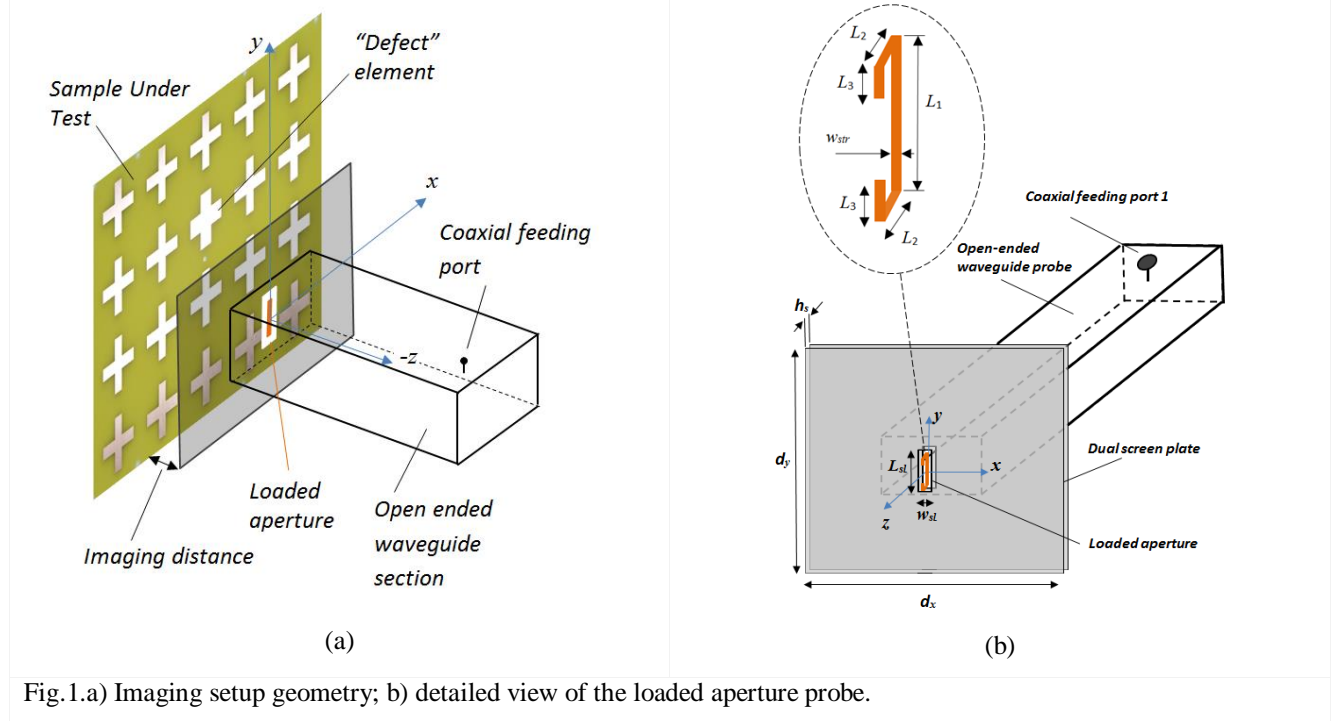 y
“Defect”
element
Sample Under
Test
x
Coaxial feeding
port
-z
Loaded
aperture
Open ended
waveguide
section
Imaging distance
(a)
L2
L3
L1
wstr
L3
L2
Coaxial feeding port 1
Open-ended
waveguide probe
hs
y
dy
Lsl
x
Dual screen plate
z
wsl
Loaded aperture
dx
(b)
Fig.1.a) Imaging setup geometry; b) detailed view of the loaded aperture probe.